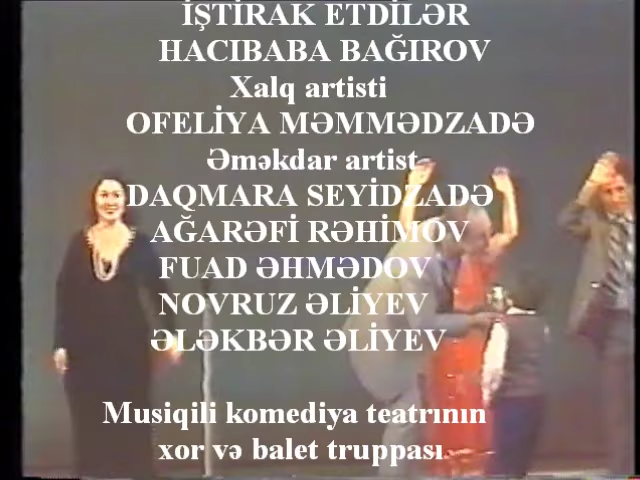 İŞTİRAK ETDİLƏR
HACIBABA BAĞIROV
Xalq artisti
OFELİYA MƏMMƏDZADƏ
Əməkdar artist
DAQMARA SEYİDZADƏ
AĞARƏFİ RƏHİMOV
FUAD ƏHMƏDOV
NOVRUZ ƏLİYEV
ƏLƏKBƏR ƏLİYEV
Musiqili komediya teatrının
xor və balet truppası